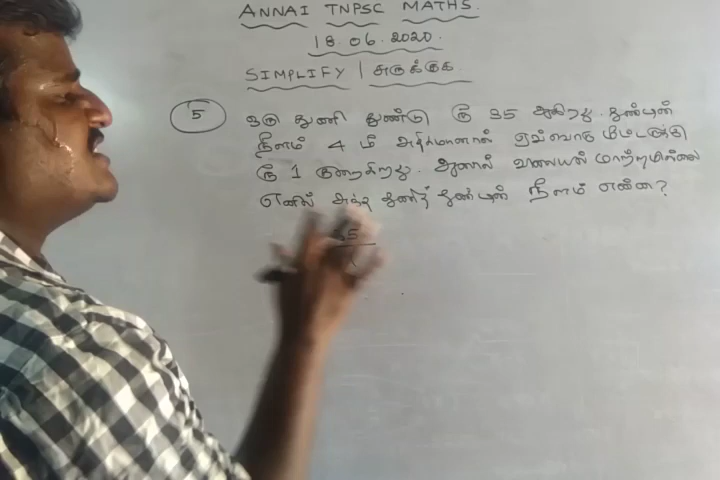 ANNAI TNPSC MATHS.
18.06.2020.
SIMPLIFY | சுருக்குக
5 ஒரு துணி துண்டு ரூ 35 ஆகிறது. துண்டின்
நீளம் 4 மீ அதிகமானால் ஒவ்வொரு மீட்டருக்கு
ரூ 1 குறைகிறது. ஆனால் விலையில் மாற்றமில்லை
எனில் அந்த துணித் துண்டின் நீளம் என்ன?
35